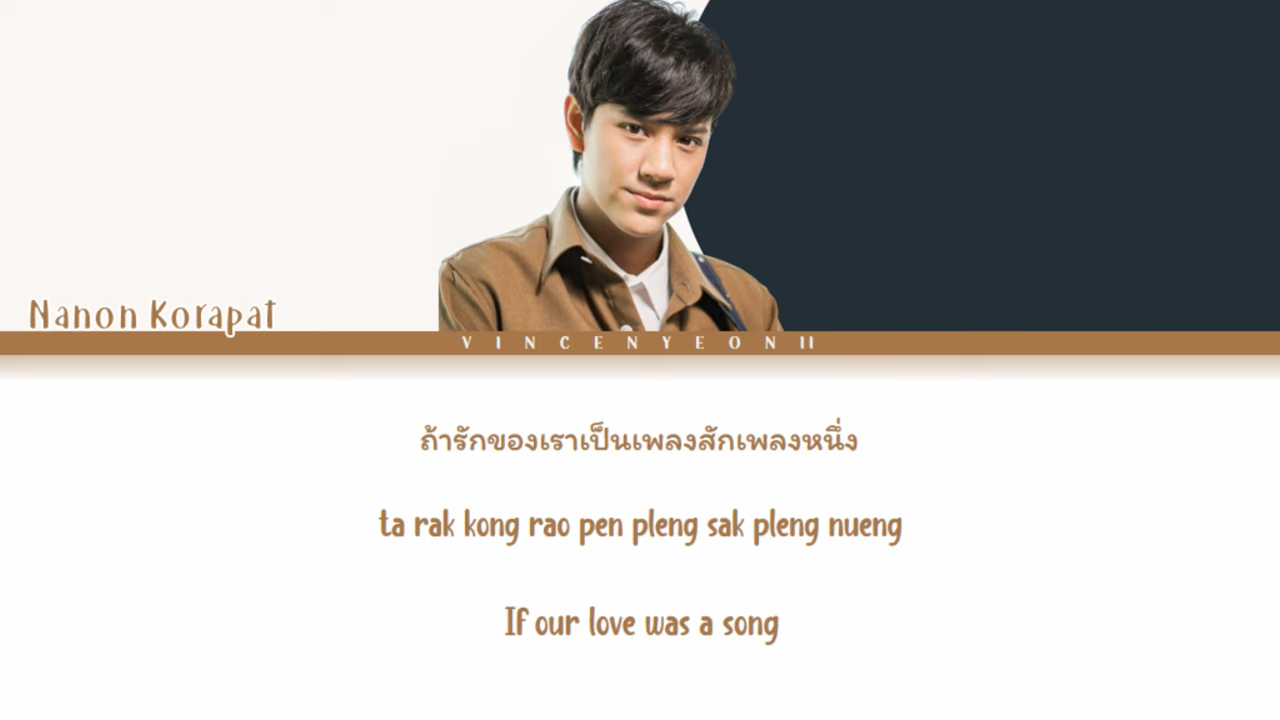 Nanon Korapat
VINCENYEON II
ถ้ารักของเราเป็นเพลงสักเพลงหนึ่ง
ta rak kong rao pen pleng sak pleng nueng
If our love was a song